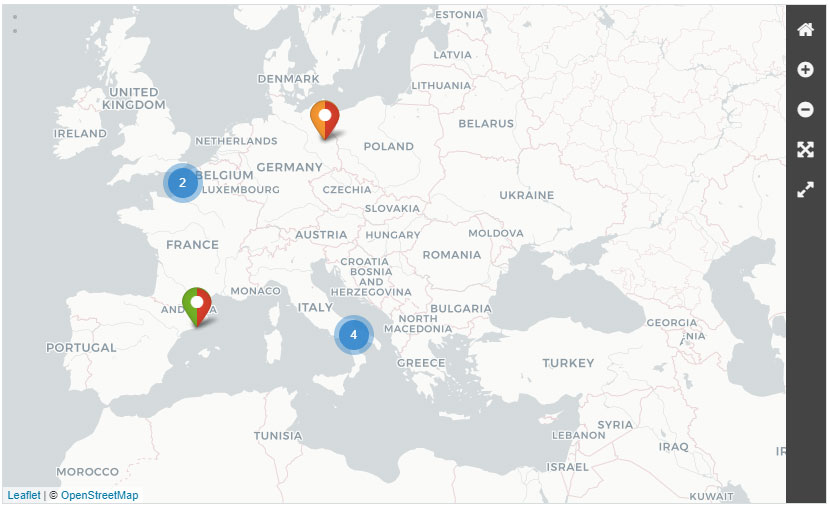 ESTONIA
LATVIA
DENMARK
LITHUANIA
UNITED
KINGDOM
BELARUS
IRELAND
NETHERLANDS
POLAND
GERMANY
BELGIUM
2
LUXEMBOURG
CZECHIA
UKRAINE
SLOVAKIA
AUSTRIA
HUNGARY
MOLDOVA
FRANCE
ROMANIA
CROATIA
BOSNIA
AND
HERZEGOVINA
MONACO
ITALY
BULGARIA
NORTH
MACEDONIA
GEORGIA
4
PORTUGAL
GREECE
TURKEY
SYRIA
TUNISIA
LEBANON
IRAQ
ISRAEL
MOROCCO
KUWAIT
Leaflet | © OpenStreetMap